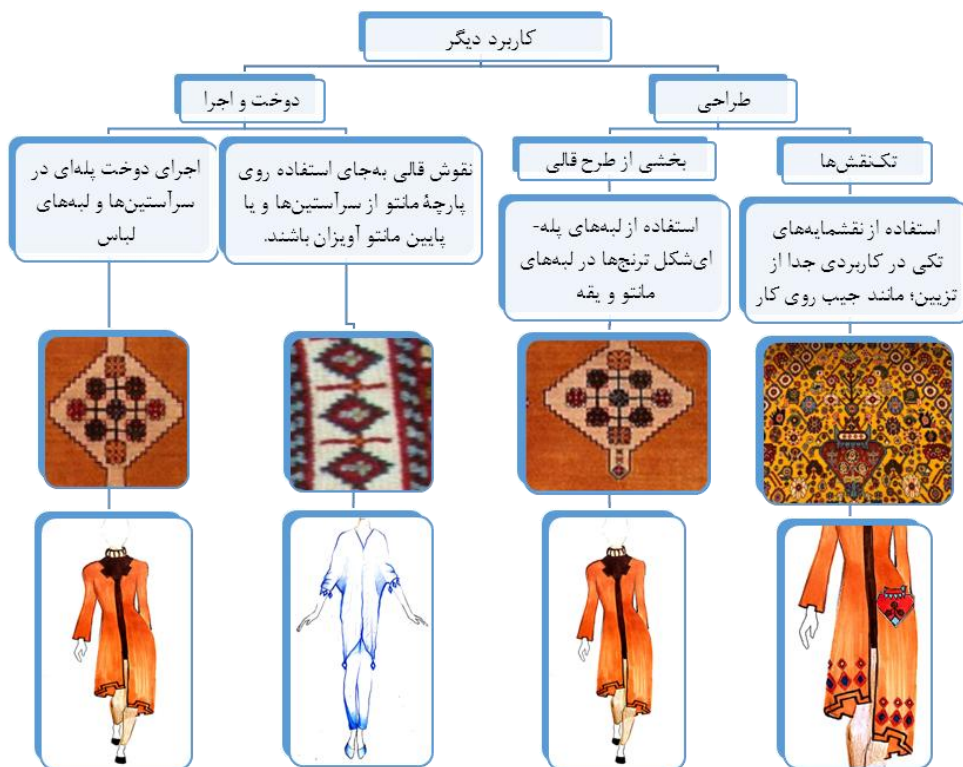 کاربرد دیگر
طراحی
دوخت و اجرا
تک‌نقش‌ها
بخشی از طرح قالی
استفاده از نقشمایه‌های
تکی در کاربردی جدا از
تزیین؛ مانند جیب روی کار
استفاده از لبه‌های پله-
ای‌شکل ترنج‌ها در لبه‌های
مانتو و یقه
نقوش قالی به‌جای استفاده روی
پارچۀ مانتو از سرآستین‌ها و یا
پایین مانتو آویزان باشند.
اجرای دوخت پله‌ای در
سرآستین‌ها و لبه‌های
لباس